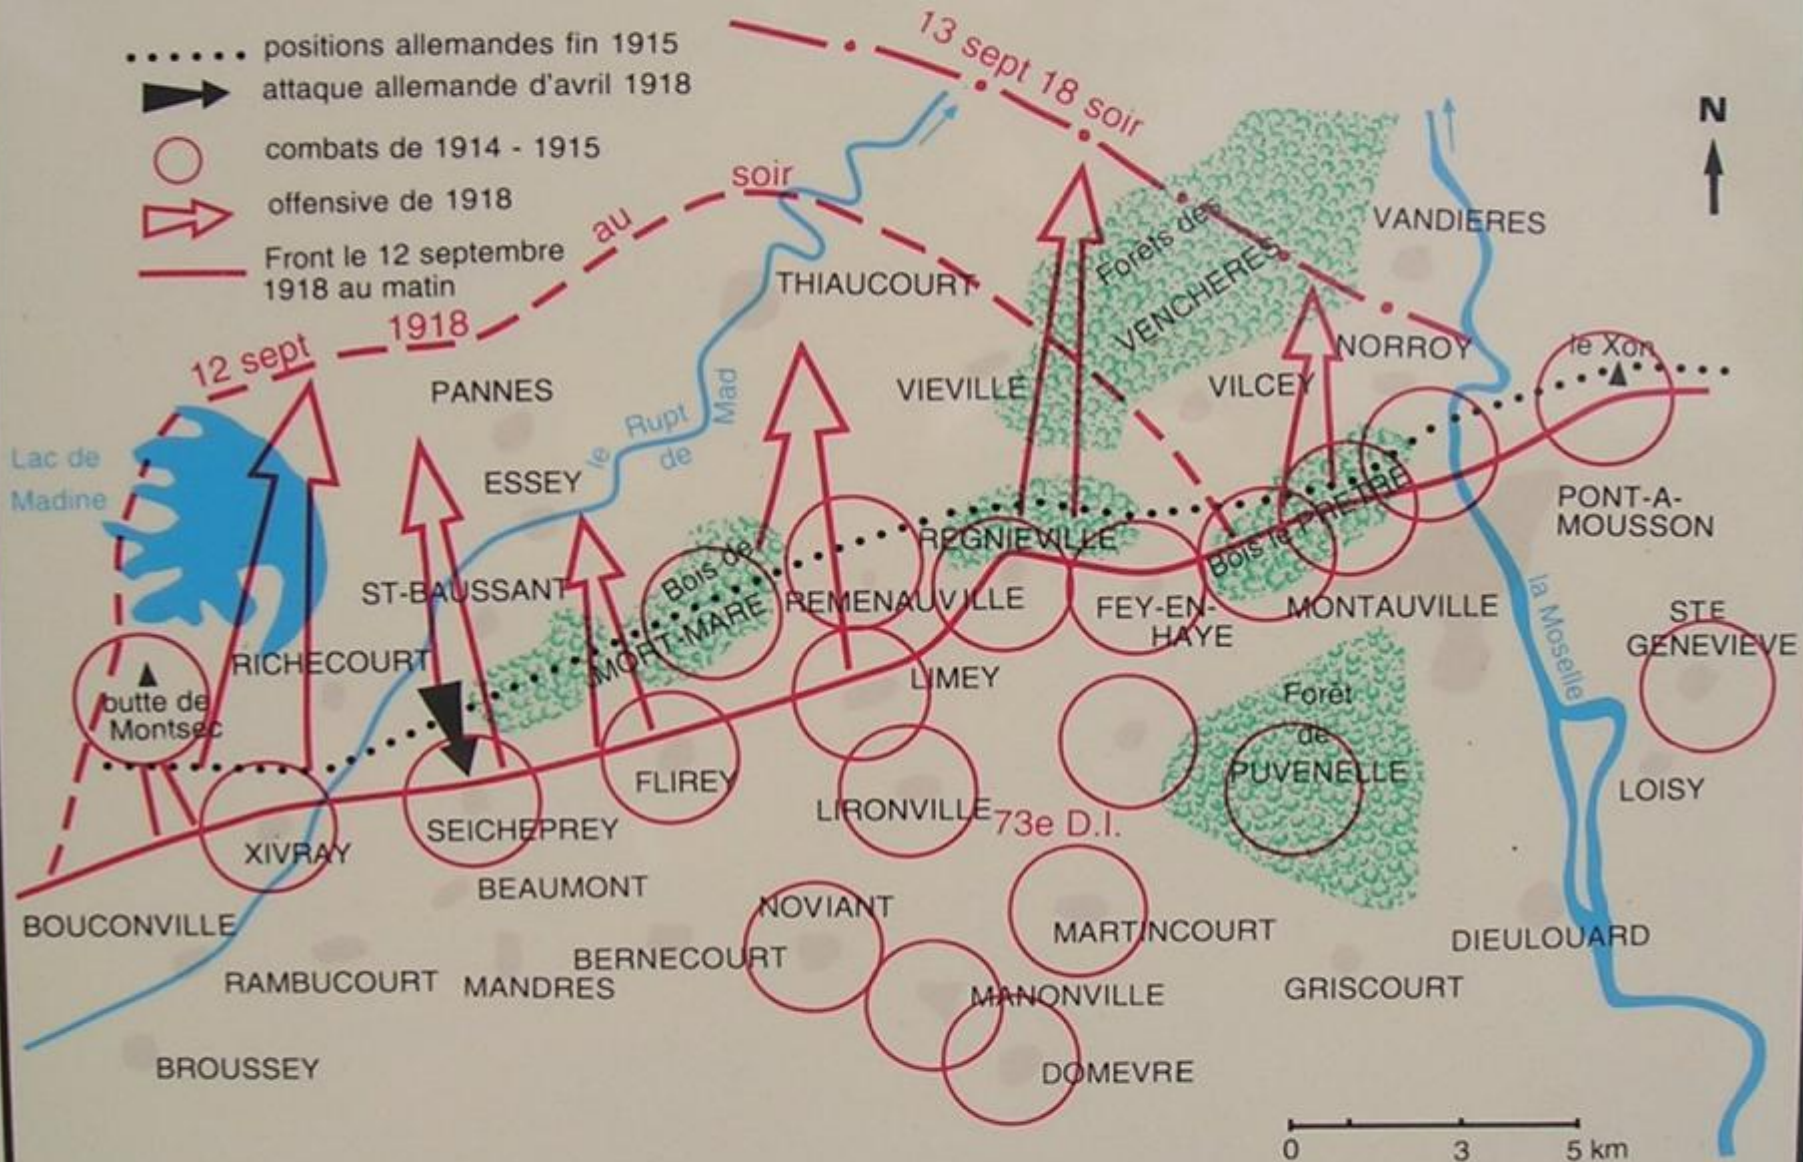 positions allemandes fin 1915
attaque allemande d'avril 1918
combats de 1914 - 1915
offensive de 1918
Front le 12 septembre
1918 au matin
13 sept 18 soir
N
12 sept 1918 au soir
VANDIERES
Forêts des
VENCHERES
THIAUCOURT
NORROY
le Xon
PANNES
VIEVILLE
VILCEY
le Rupt
de Mad
Lac de
Madine
ESSEY
PONT-A-
MOUSSON
REGNIEVILLE
Bois le PRETRE
Bois de
MORT-MARE
ST-BAUSSANT
REMENAUVILLE
FEY-EN-
HAYE
MONTAUVILLE
la Moselle
STE
GENEVIEVE
RICHECOURT
LIMEY
butte de
Montsec
Forêt
de
PUVENELLE
FLIREY
LIRONVILLE
73e D.I.
LOISY
XIVRAY
SEICHEPREY
BEAUMONT
NOVIANT
BOUCONVILLE
MARTINCOURT
DIEULOUARD
BERNECOURT
RAMBUCOURT
MANDRES
MANONVILLE
GRISCOURT
BROUSSEY
DOMEVRE
0 3 5 km